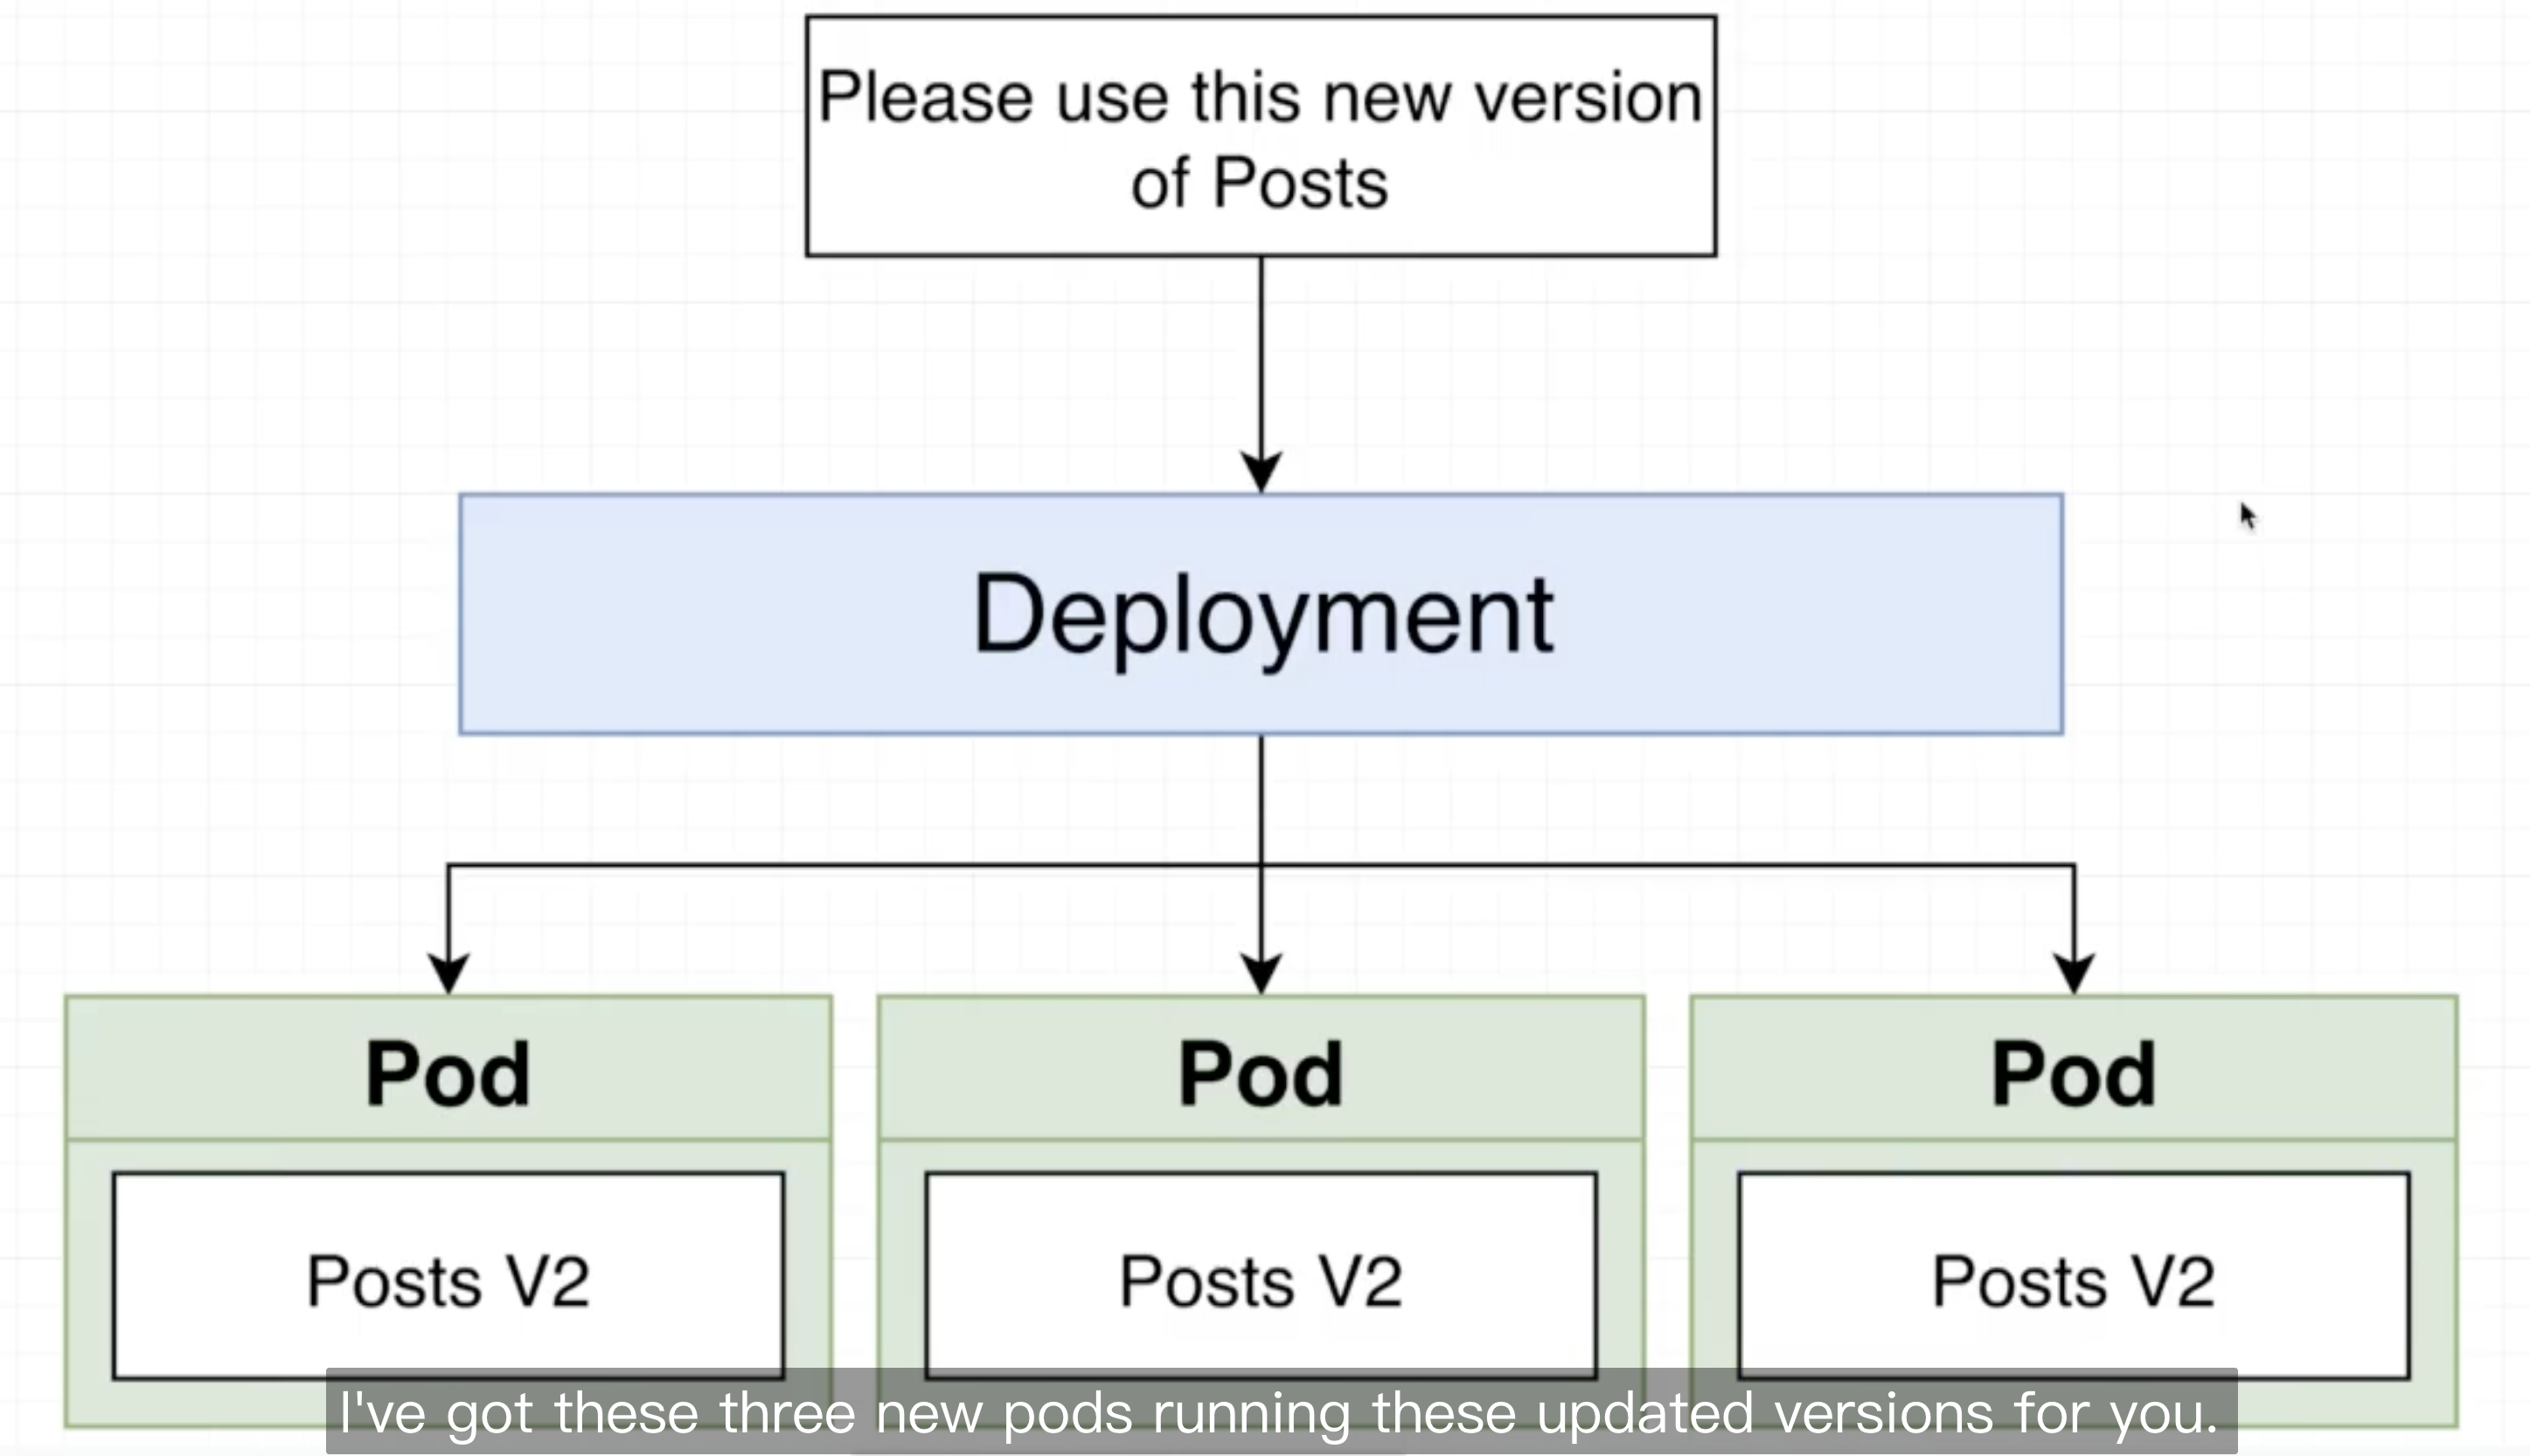 Please use this new version
of Posts
Deployment
Pod
Pod
Pod
Posts V2
Posts V2
Posts V2
I've got these three new pods running these updated versions for you.